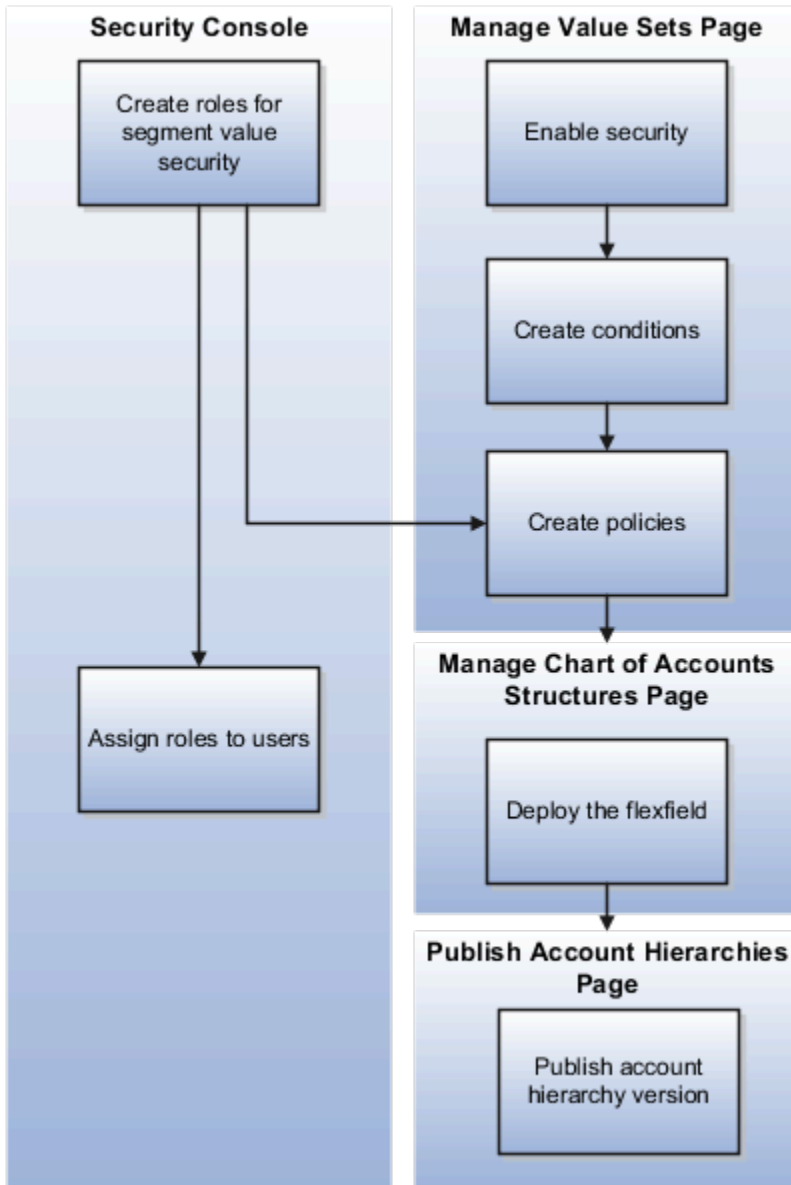 Security Console
Create roles for
segment value
security
Assign roles to users
Manage Value Sets Page
Enable security
Create conditions
Create policies
Manage Chart of Accounts
Structures Page
Deploy the flexfield
Publish Account Hierarchies
Page
Publish account
hierarchy version